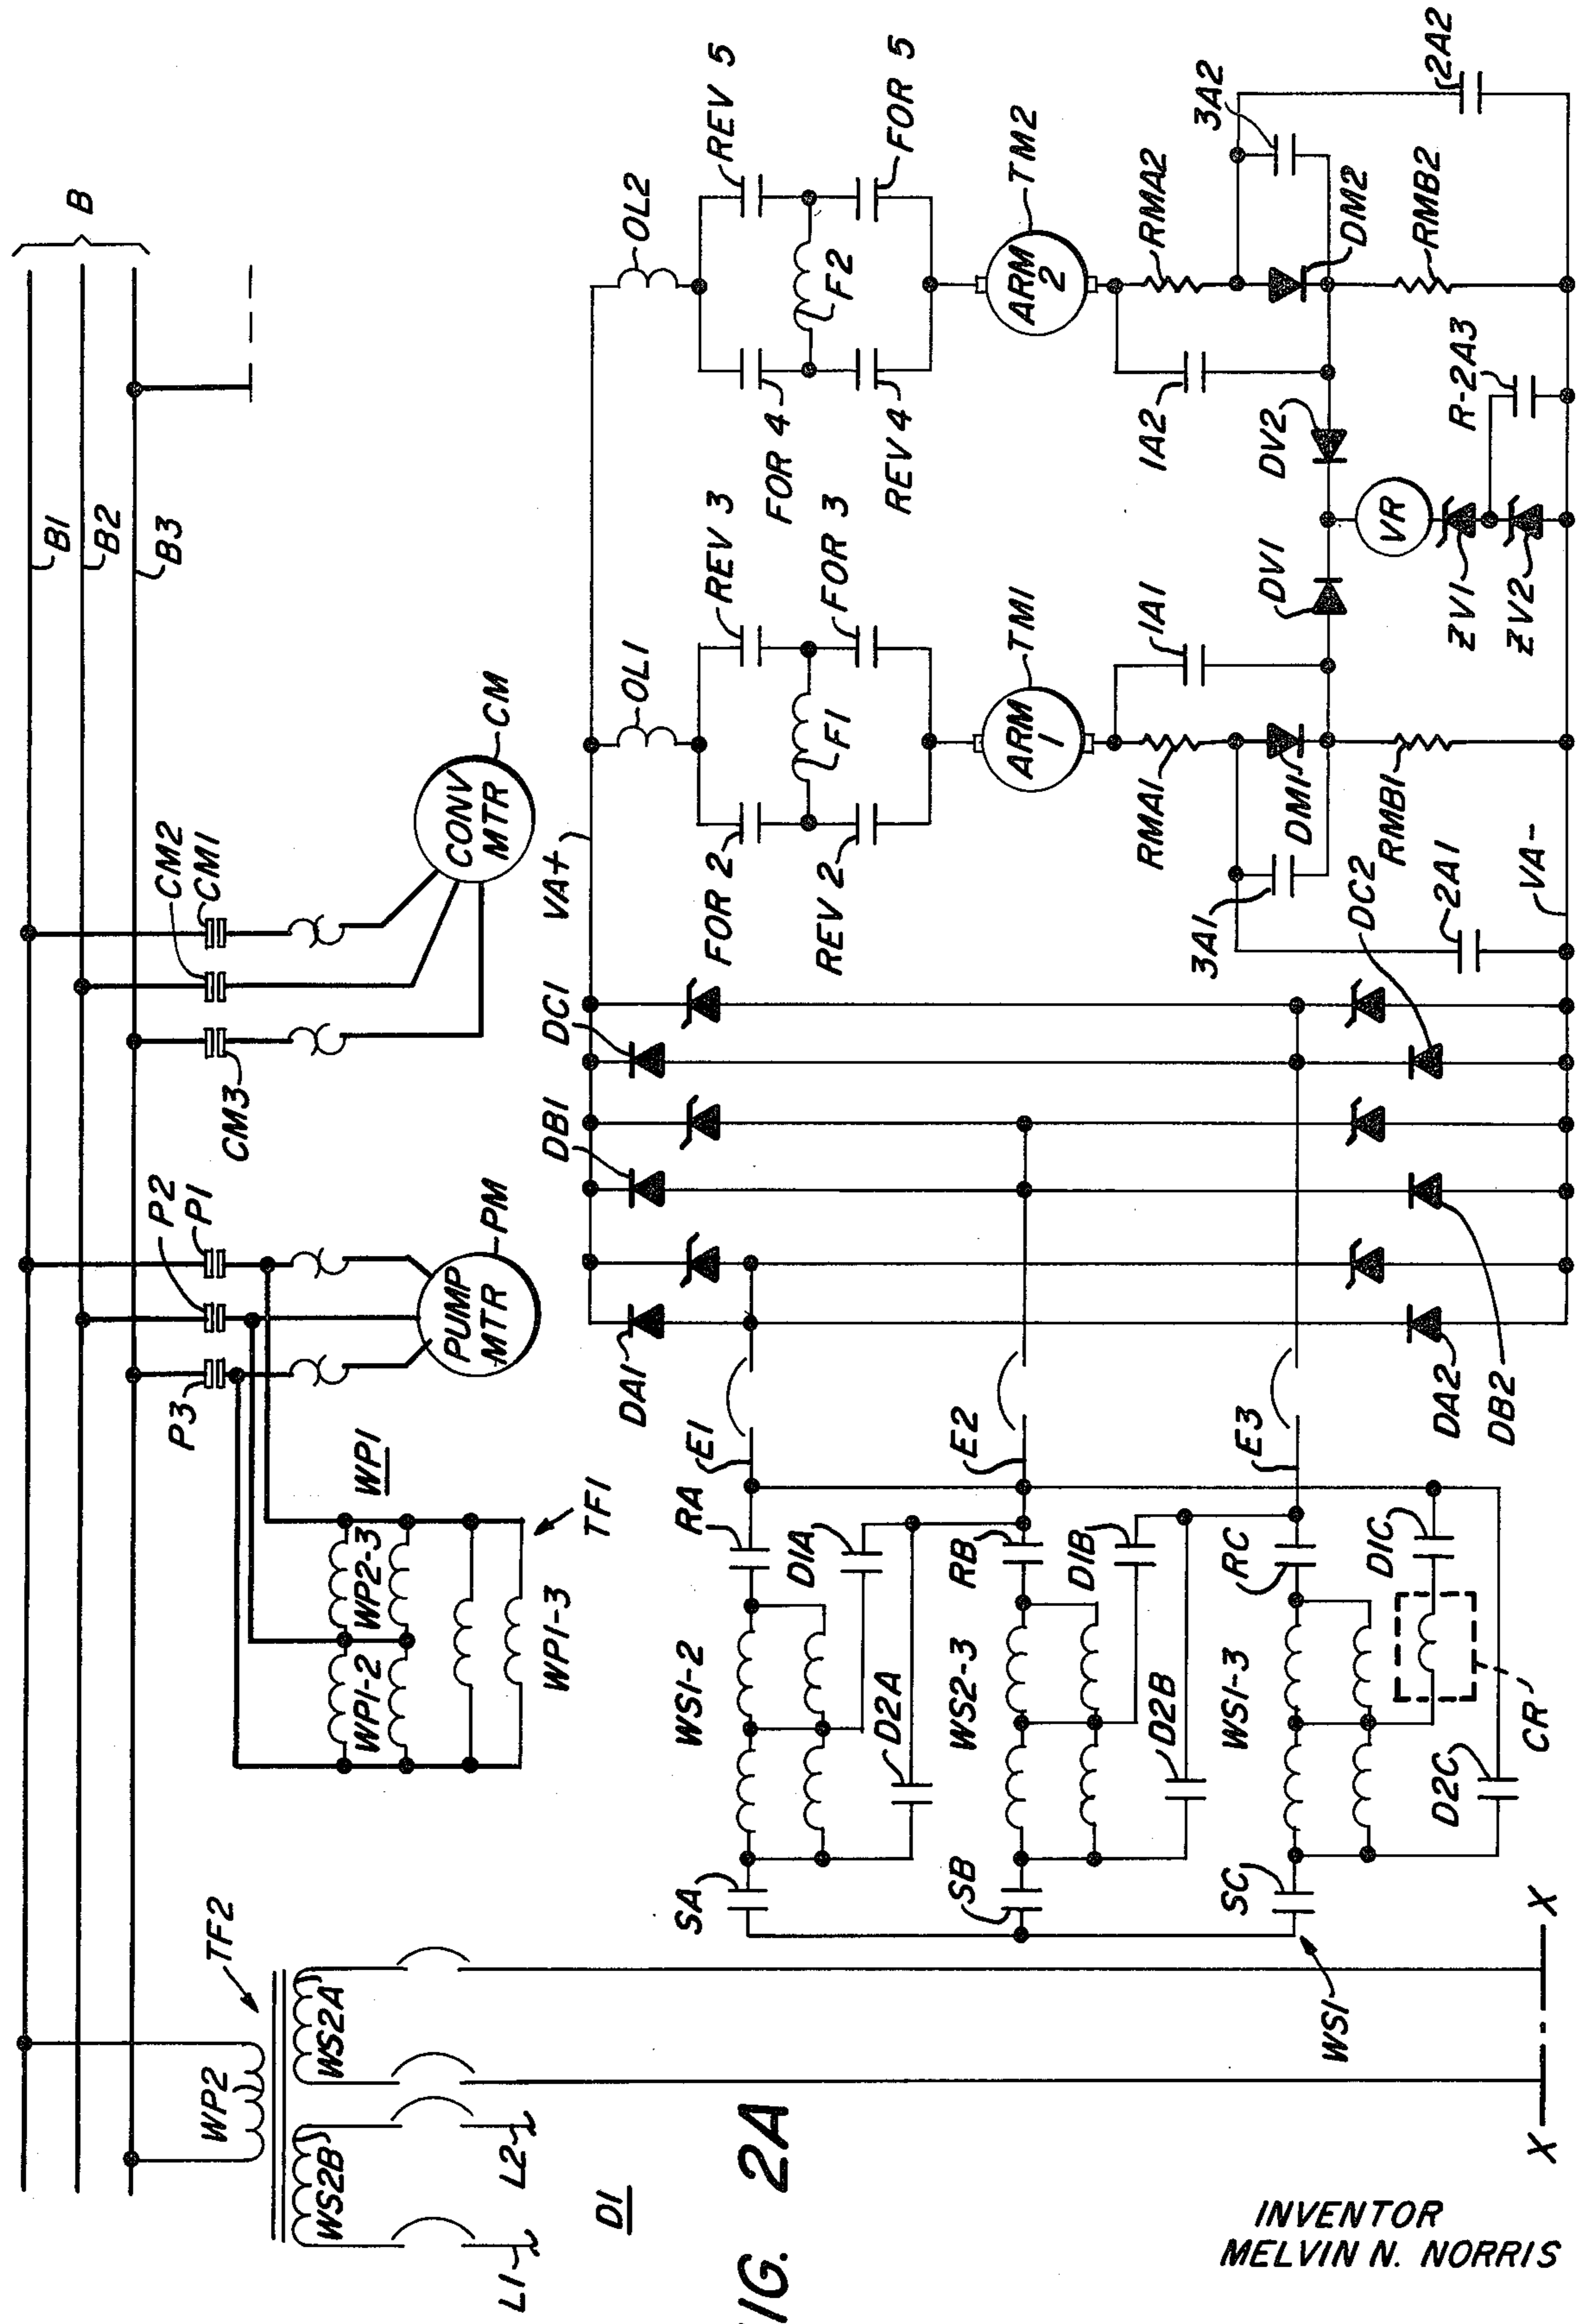 B
B1
B2
B3
TF2
WP2
WS2B
WS2A
L1
L2
D1
P3
P2
P1
PUMP
MTR
PM
CM3
CM2
CM1
CONV
MTR
CM
WP1
WP1-2
WP2-3
WP1-3
TF1
VA+
DA1
DB1
DC1
OL1
OL2
FOR 2
REV 3
F1
REV 2
FOR 3
FOR 4
REV 5
F2
REV 4
FOR 5
ARM
1
TM1
ARM
2
TM2
SA
WS1-2
RA
E1
D1A
D2A
SB
WS2-3
RB
E2
D1B
D2B
SC
WS1-3
RC
E3
D1C
D2C
CR'
WS1
RMA1
1A1
3A1
DM1
RMB1
2A1
DC2
VA-
DA2
DB2
DV1
DV2
VR
ZV1
ZV2
R-2A3
1A2
RMA2
3A2
DM2
RMB2
2A2
X
X
IG. 2A
INVENTOR
MELVIN N. NORRIS